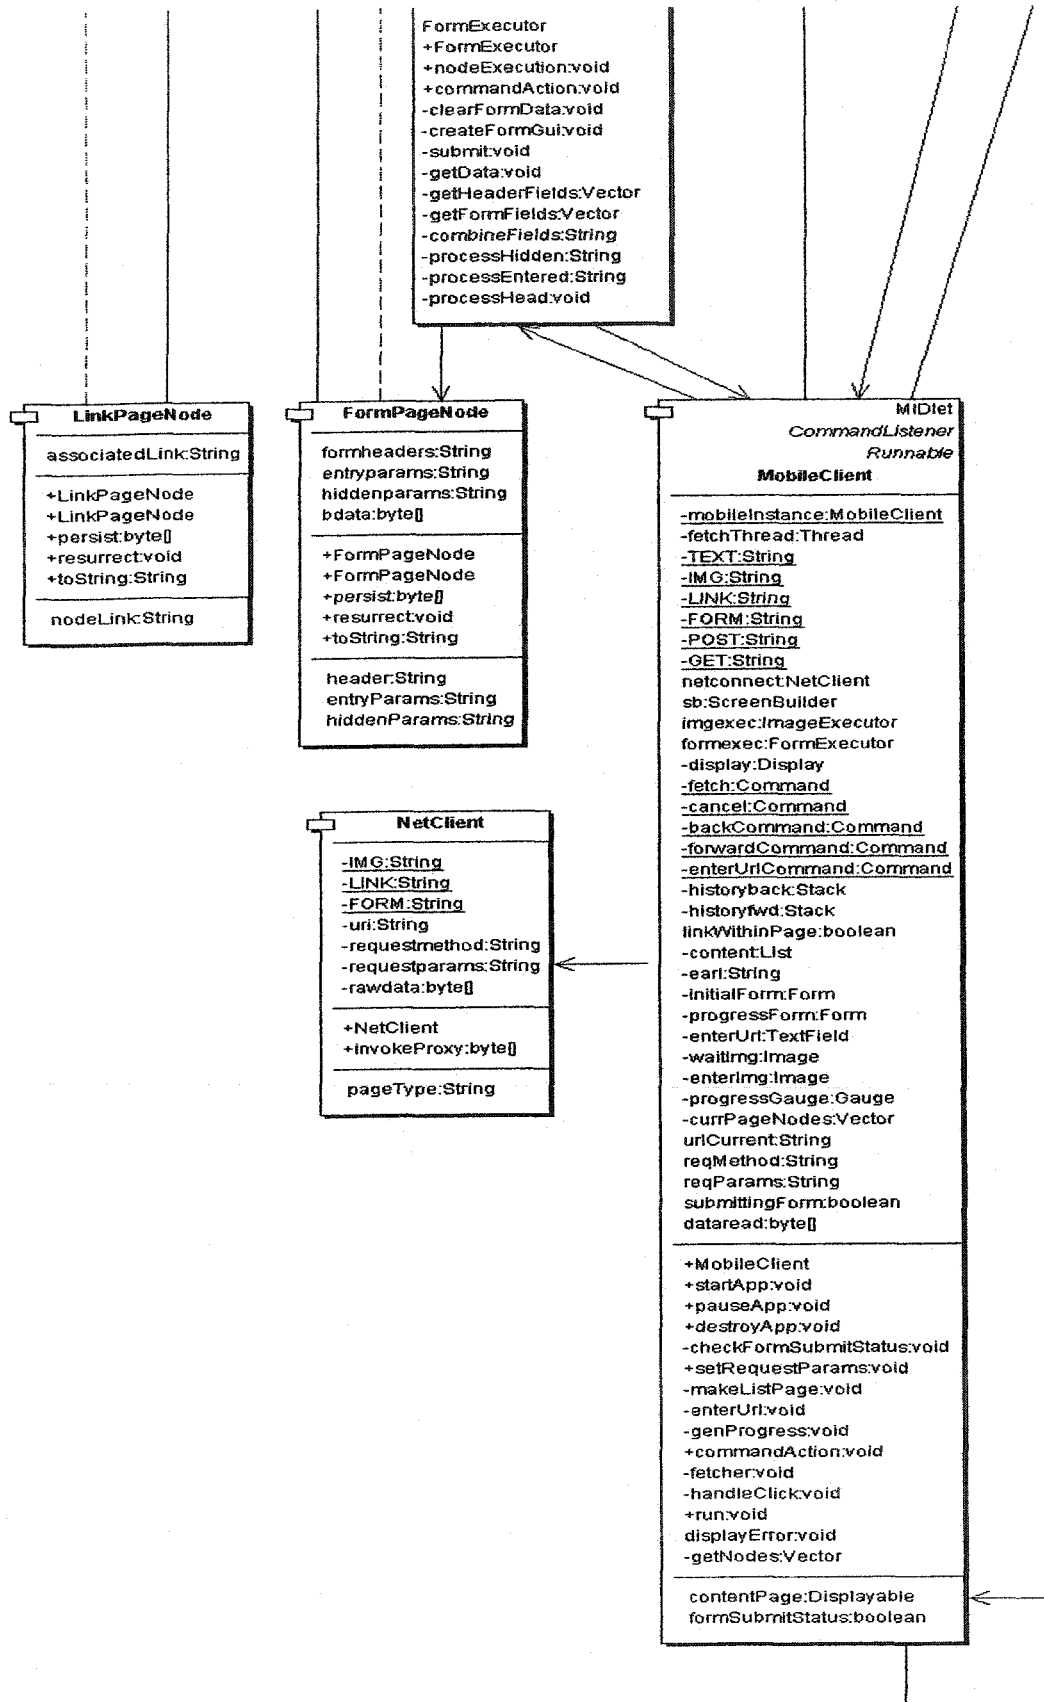 FormExecutor
+FormExecutor
+nodeExecution:void
+commandAction:void
-clearFormData:void
-createFormGui:void
-submit:void
-getData:void
-getHeaderFields:Vector
-getFormFields:Vector
-combineFields:String
-processHidden:String
-processEntered:String
-processHead:void
LinkPageNode
associatedLink:String
+LinkPageNode
+LinkPageNode
+persist:byte[]
+resurrect:void
+toString:String
nodeLink:String
FormPageNode
formheaders:String
entryparams:String
hiddenparams:String
bdata:byte[]
+FormPageNode
+FormPageNode
+persist:byte[]
+resurrect:void
+toString:String
header:String
entryParams:String
hiddenParams:String
NetClient
-IMG:String
-LINK:String
-FORM:String
-url:String
-requestmethod:String
-requestparams:String
-rawdata:byte[]
+NetClient
+invokeProxy:byte[]
pageType:String
MIDlet
CommandListener
Runnable
MobileClient
-mobileInstance:MobileClient
-fetchThread:Thread
-TEXT:String
-IMG:String
-LINK:String
-FORM:String
-POST:String
-GET:String
netconnect:NetClient
sb:ScreenBuilder
imgexec:ImageExecutor
formexec:FormExecutor
-display:Display
-fetch:Command
-cancel:Command
-backCommand:Command
-forwardCommand:Command
-enterUrlCommand:Command
-historyback:Stack
-historyfwd:Stack
linkWithinPage:boolean
-content:List
-earl:String
-initialForm:Form
-progressForm:Form
-enterUrl:TextField
-waitImg:Image
-enterImg:Image
-progressGauge:Gauge
-currPageNodes:Vector
urlCurrent:String
reqMethod:String
reqParams:String
submittingForm:boolean
dataread:byte[]
+MobileClient
+startApp:void
+pauseApp:void
+destroyApp:void
-checkFormSubmitStatus:void
+setRequestParams:void
-makeListPage:void
-enterUrl:void
-genProgress:void
+commandAction:void
-fetcher:void
-handleClick:void
+run:void
displayError:void
-getNodes:Vector
contentPage:Displayable
formSubmitStatus:boolean